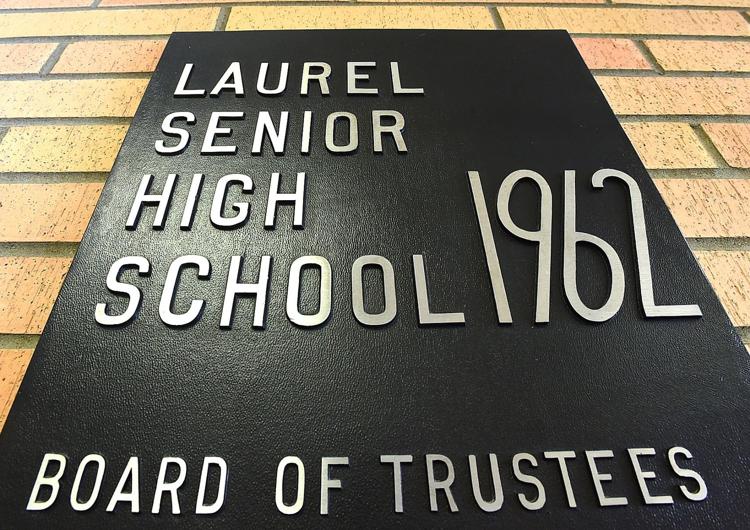 LAUREL
SENIOR
HIGH
SCHOOL 1962
BOARD OF TRUSTEES